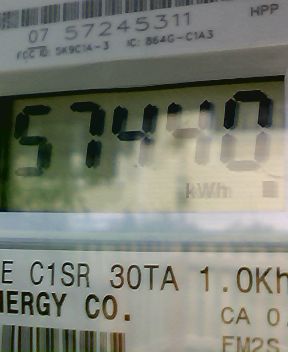 HPP
07 57245311
FCC ID: SK9C1A-3 IC: 864G-C1A3
57440
kWh
E C1SR 30TA 1.0Kh
NERGY CO.
CA 0.
FM2S